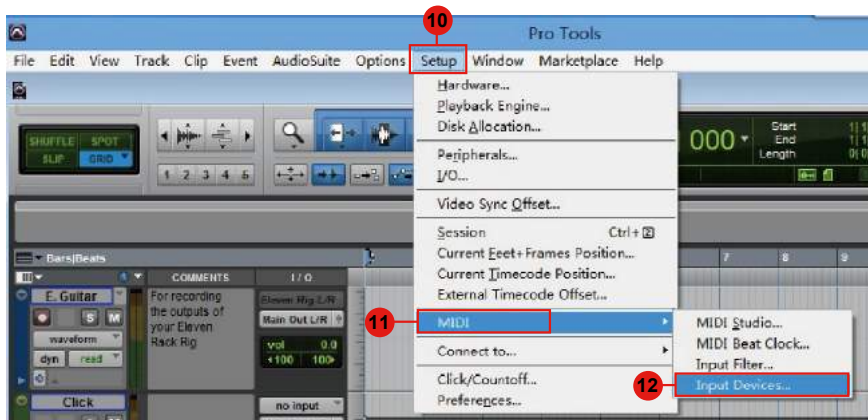 10
Pro Tools
File Edit View Track Clip Event AudioSuite Options Setup Window Marketplace Help
Hardware...
Playback Engine...
Disk Allocation...
Peripherals...
I/O...
Video Sync Offset...
Session Ctrl+2
Current Feet+Frames Position...
Current Timecode Position...
External Timecode Offset...
11
MIDI
Connect to...
Click/Countoff...
Preferences...
MIDI Studio...
MIDI Beat Clock...
Input Filter...
12
Input Devices...
SHUFFLE SPOT
SLIP GRID
1 2 3 4 5
000
Start
End
Length
Bars|Beats
7 8 9
COMMENTS I / O
E. Guitar
S M
waveform
dyn read
For recording
the outputs of
your Eleven
Rack Rig
Eleven Rig L/R
Main Out L/R
vol 0.0
100 100
Click
no input